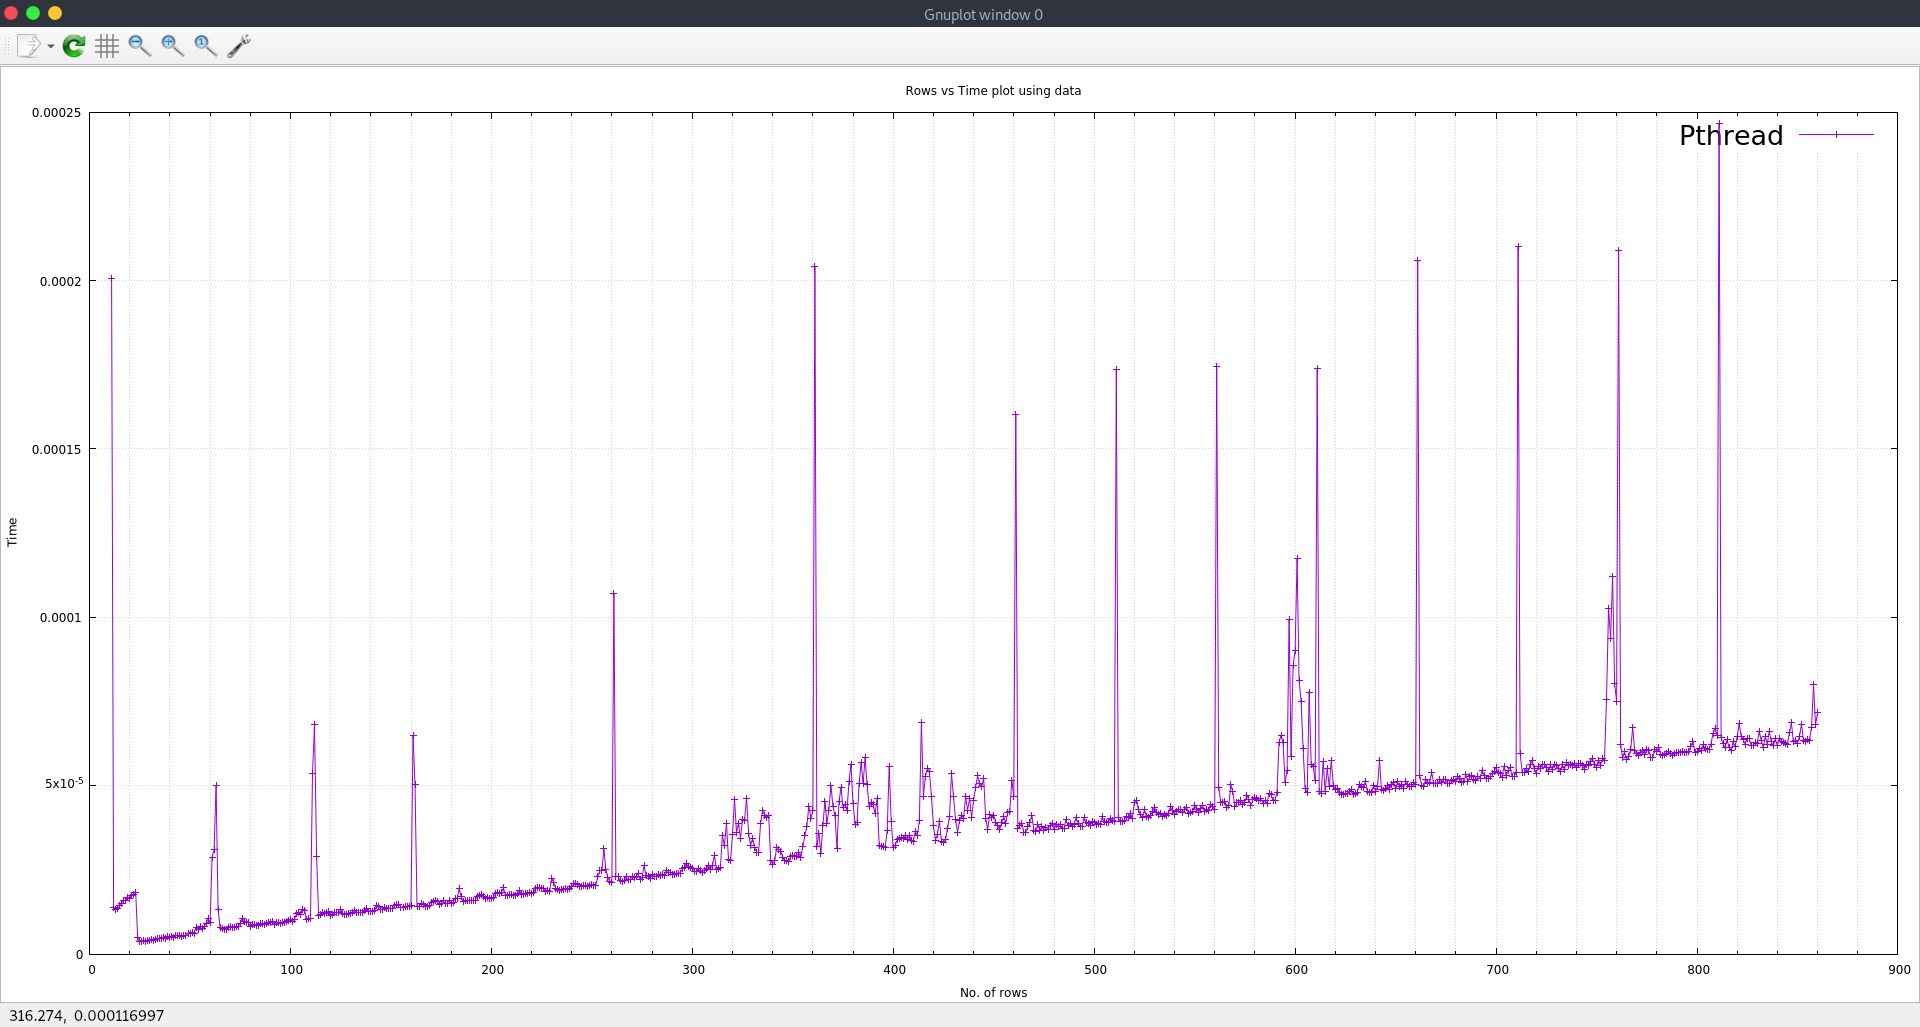 Gnuplot window 0
Rows vs Time plot using data
Pthread
0.00025
0.0002
0.00015
0.0001
5x10⁻⁵
0
Time
0 100 200 300 400 500 600 700 800 900
No. of rows
316.274, 0.000116997